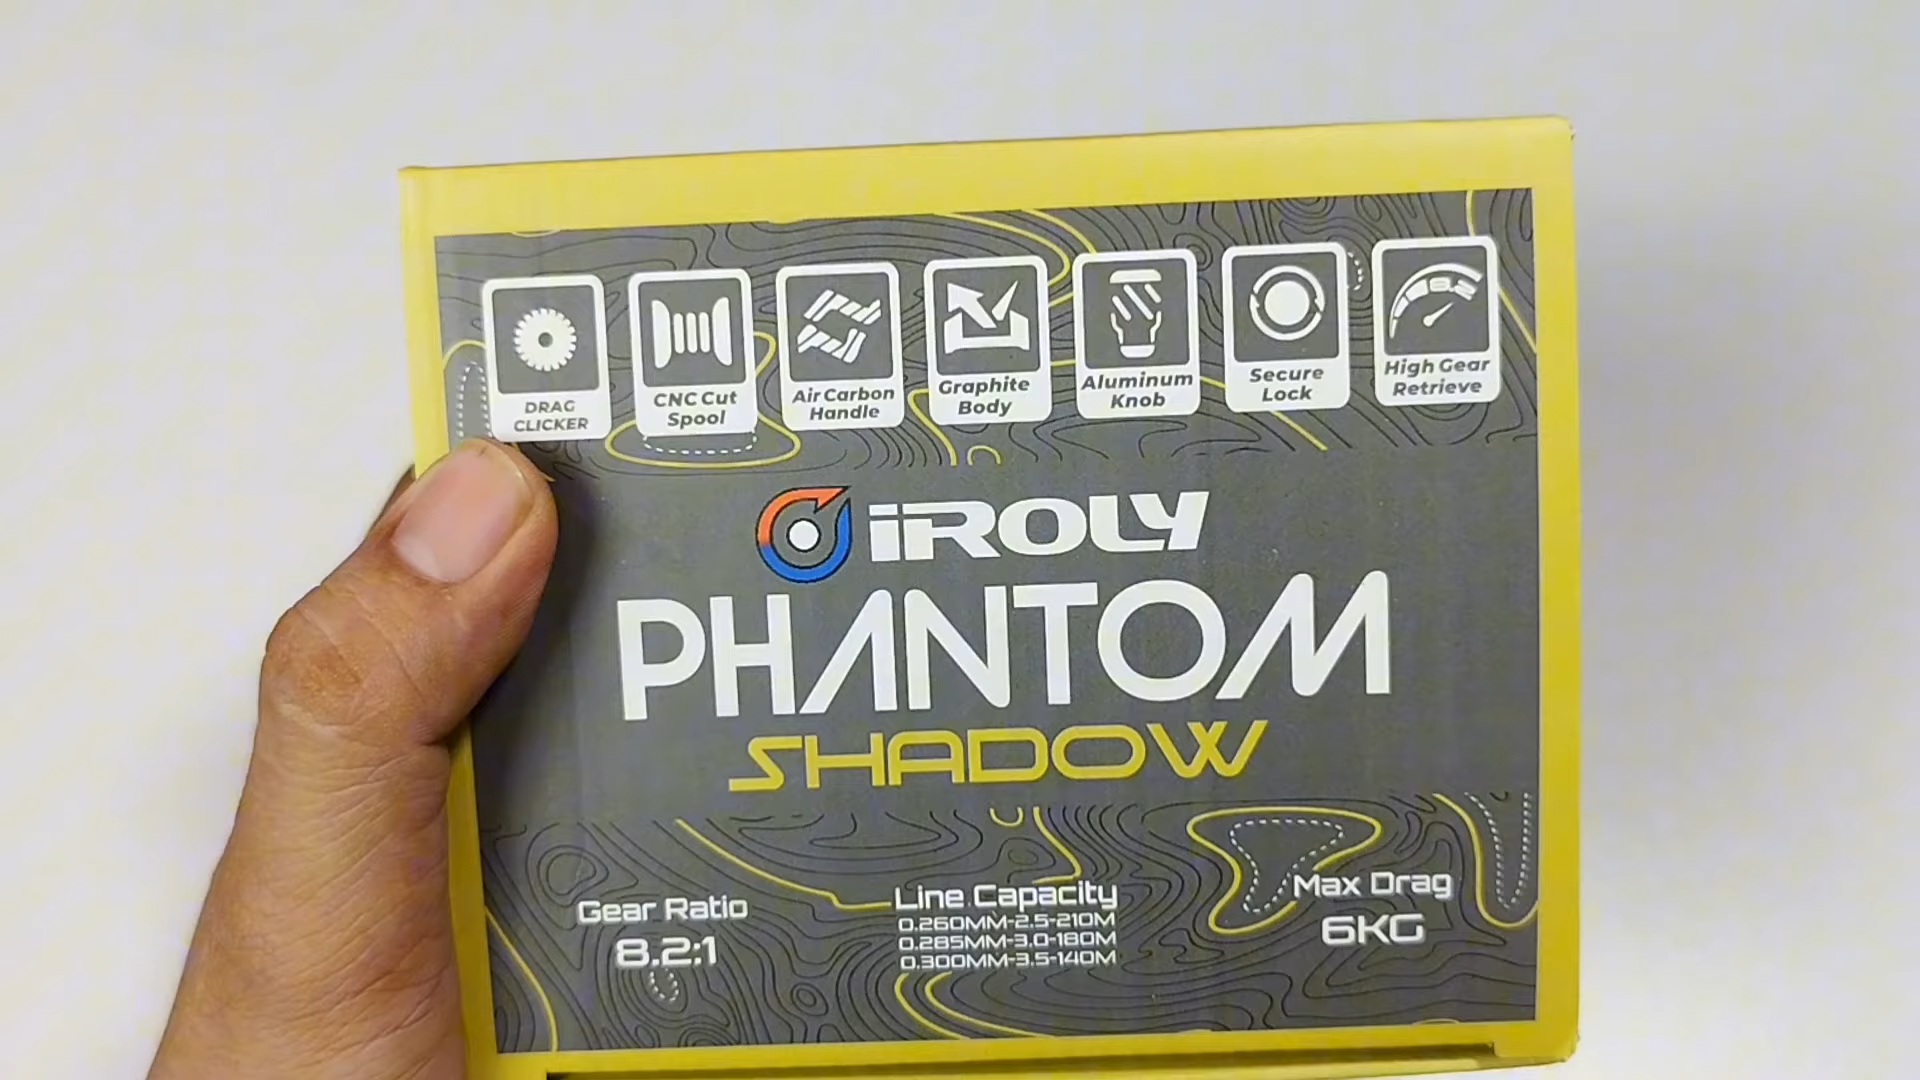 DRAG
CLICKER
CNC Cut
Spool
Air Carbon
Handle
Graphite
Body
Aluminum
Knob
Secure
Lock
8.2
High Gear
Retrieve
iROLY
PHANTOM
SHADOW
Gear Ratio
8.2:1
Line Capacity
0.260MM-2.5-210M
0.285MM-3.0-180M
0.300MM-3.5-140M
Max Drag
6KG